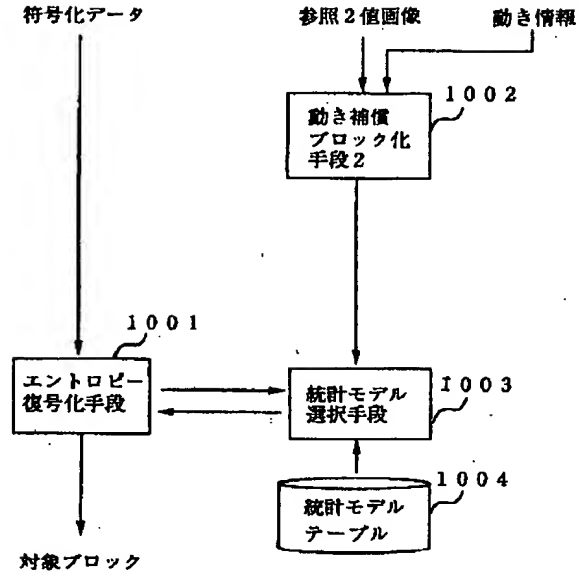 符号化データ
参照2値画像
動き情報
1002
動き補償
ブロック化
手段2
1001
エントロピー
復号化手段
統計モデル
選択手段
1003
統計モデル
テーブル
1004
対象ブロック